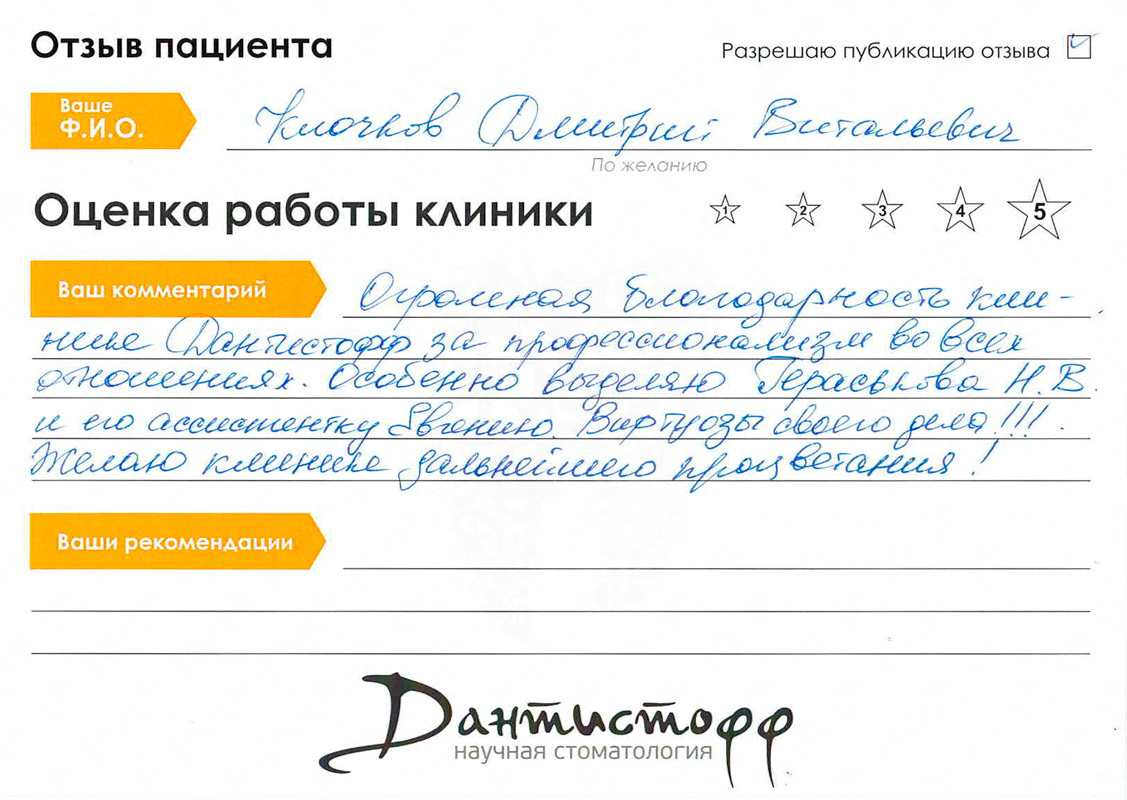 Отзыв пациента
Разрешаю публикацию отзыва
Ваше
Ф.И.О.
Клочков Дмитрий Витальевич
По желанию
Оценка работы клиники
1 2 3 4 5
Ваш комментарий
Огромная благодарность кли-
нике Дантистофф за профессионализм во всех
отношениях. Особенно выделяю Гераськова Н.В.
и его ассистентку Евгению. Виртуозы своего дела!!!
Желаю клинике дальнейшего процветания!
Ваши рекомендации
Дантистофф
научная стоматология